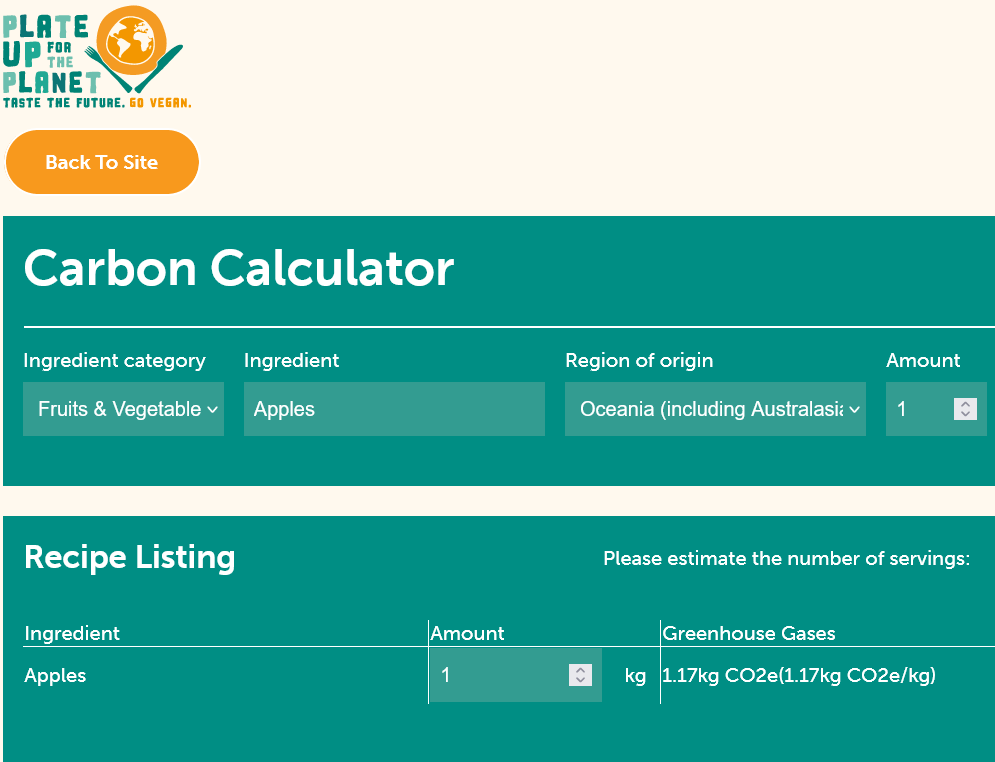 PLATE
UP FOR THE
PLANET
TASTE THE FUTURE. GO VEGAN.
Back To Site
Carbon Calculator
Ingredient category Ingredient Region of origin Amount
Fruits & Vegetable Apples Oceania (including Australasia 1
Recipe Listing Please estimate the number of servings:
Ingredient Amount Greenhouse Gases
Apples 1 kg 1.17kg CO2e(1.17kg CO2e/kg)